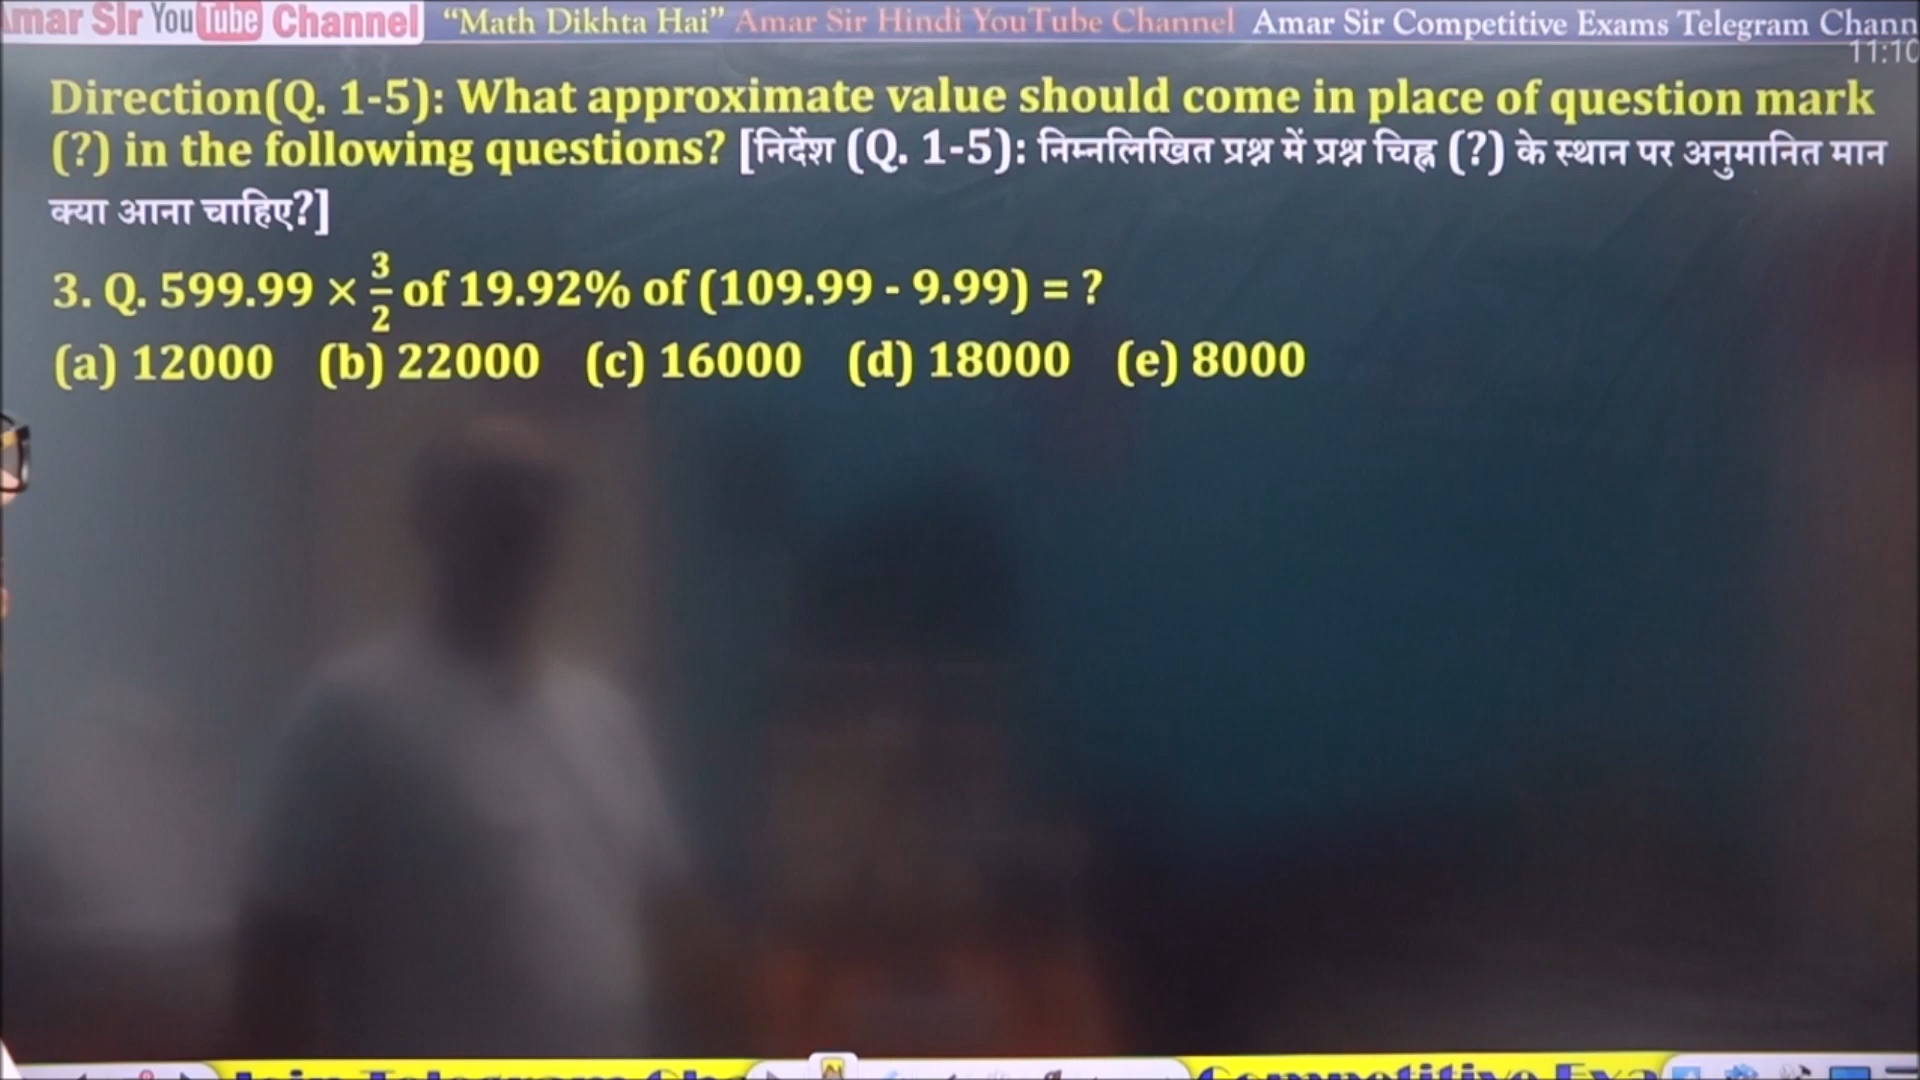 mar Sir YouTube Channel “Math Dikhta Hai” Amar Sir Hindi YouTube Channel Amar Sir Competitive Exams Telegram Chann
11:10
Direction(Q. 1-5): What approximate value should come in place of question mark
(?) in the following questions? [निर्देश (Q. 1-5): निम्नलिखित प्रश्न में प्रश्न चिह्न (?) के स्थान पर अनुमानित मान
क्या आना चाहिए?]
3. Q. 599.99 × 3/2 of 19.92% of (109.99 - 9.99) = ?
(a) 12000 (b) 22000 (c) 16000 (d) 18000 (e) 8000